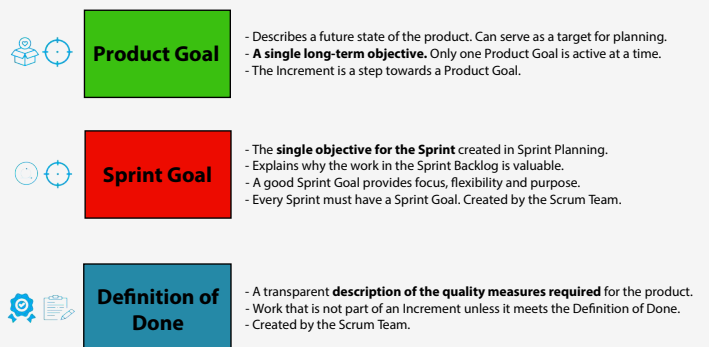 Product Goal
- Describes a future state of the product. Can serve as a target for planning.
- A single long-term objective. Only one Product Goal is active at a time.
- The Increment is a step towards a Product Goal.
Sprint Goal
- The single objective for the Sprint created in Sprint Planning.
- Explains why the work in the Sprint Backlog is valuable.
- A good Sprint Goal provides focus, flexibility and purpose.
- Every Sprint must have a Sprint Goal. Created by the Scrum Team.
Definition of
Done
- A transparent description of the quality measures required for the product.
- Work that is not part of an Increment unless it meets the Definition of Done.
- Created by the Scrum Team.